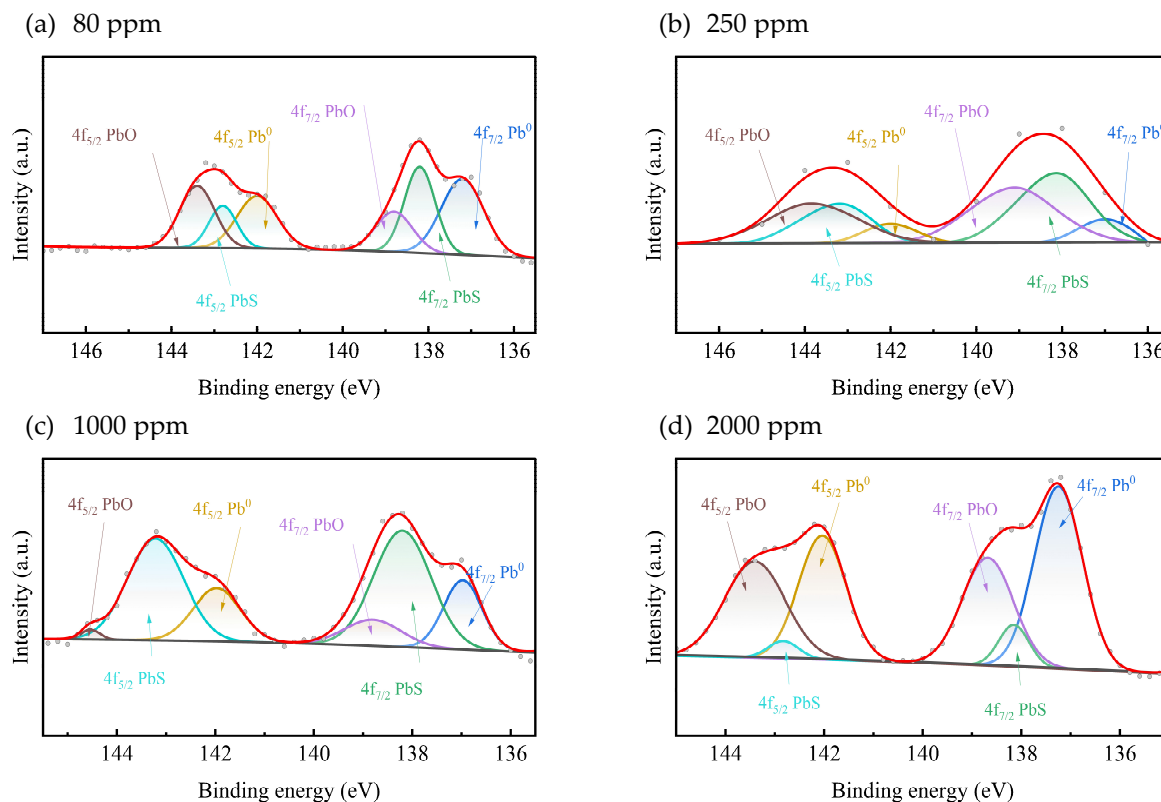 (a) 80 ppm
Intensity (a.u.)
4f5/2 PbO
4f5/2 Pb0
4f7/2 PbO
4f7/2 Pb0
4f5/2 PbS
4f7/2 PbS
146 144 142 140 138 136
Binding energy (eV)
(b) 250 ppm
Intensity (a.u.)
4f5/2 PbO
4f5/2 Pb0
4f7/2 PbO
4f7/2 Pb0
4f5/2 PbS
4f7/2 PbS
146 144 142 140 138 136
Binding energy (eV)
(c) 1000 ppm
Intensity (a.u.)
4f5/2 PbO
4f5/2 Pb0
4f7/2 PbO
4f7/2 Pb0
4f5/2 PbS
4f7/2 PbS
144 142 140 138 136
Binding energy (eV)
(d) 2000 ppm
Intensity (a.u.)
4f5/2 PbO
4f5/2 Pb0
4f7/2 PbO
4f7/2 Pb0
4f5/2 PbS
4f7/2 PbS
144 142 140 138 136
Binding energy (eV)